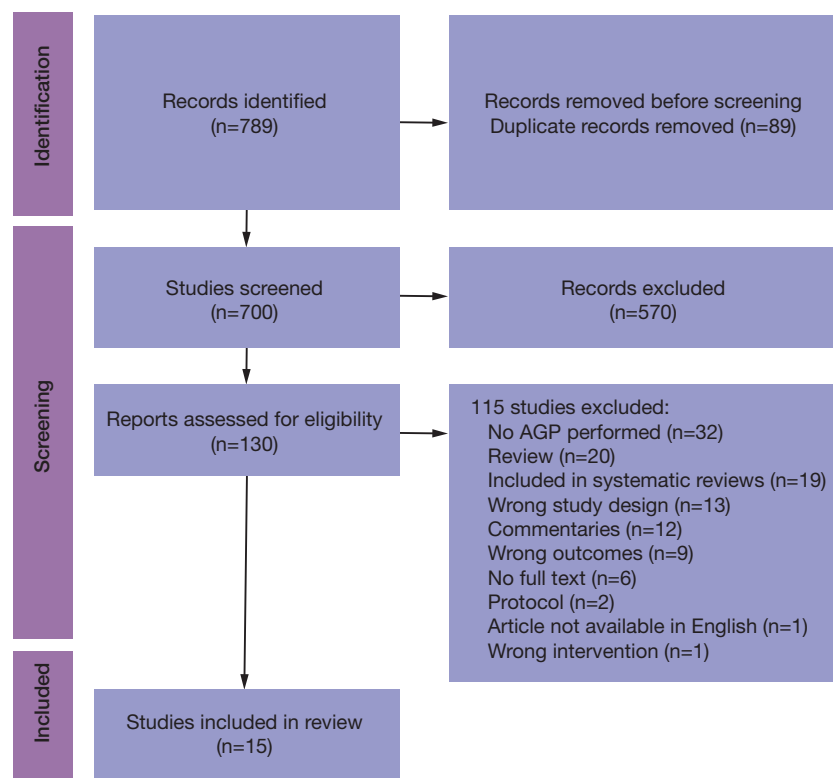 Identification
Records identified
(n=789)
Records removed before screening
Duplicate records removed (n=89)
Screening
Studies screened
(n=700)
Records excluded
(n=570)
Reports assessed for eligibility
(n=130)
115 studies excluded:
No AGP performed (n=32)
Review (n=20)
Included in systematic reviews (n=19)
Wrong study design (n=13)
Commentaries (n=12)
Wrong outcomes (n=9)
No full text (n=6)
Protocol (n=2)
Article not available in English (n=1)
Wrong intervention (n=1)
Included
Studies included in review
(n=15)